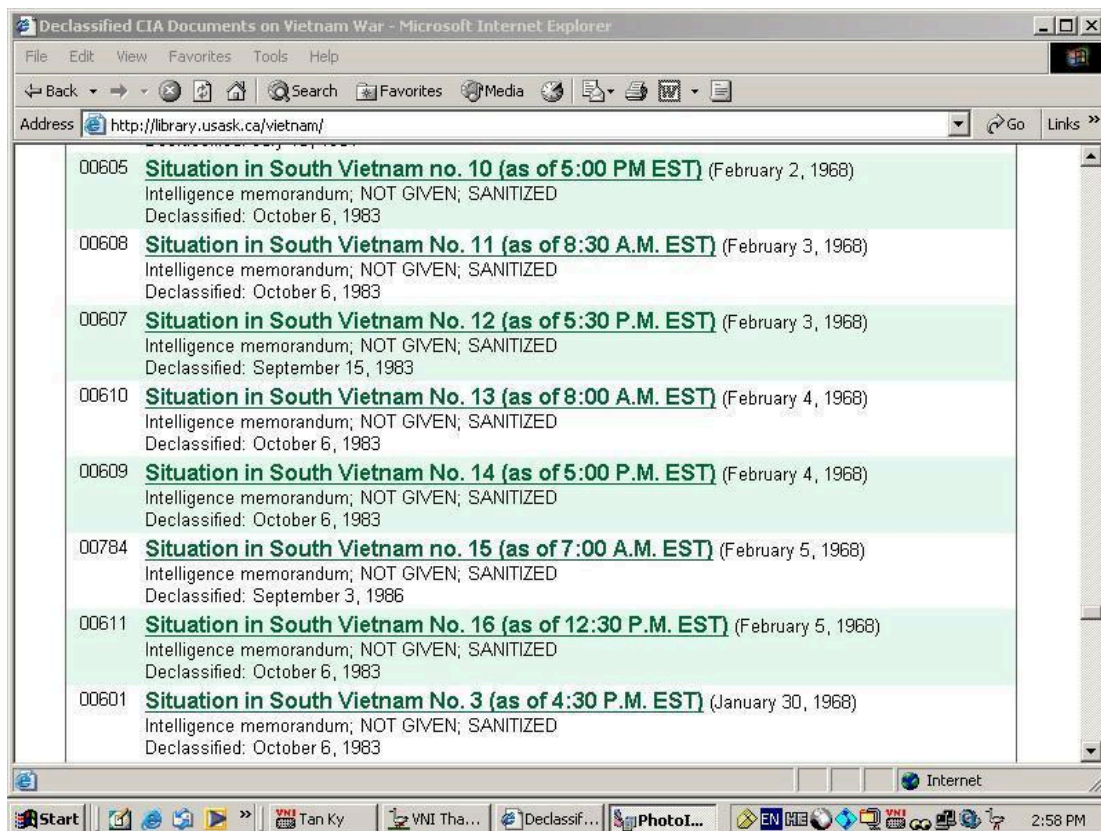 Declassified CIA Documents on Vietnam War - Microsoft Internet Explorer
File Edit View Favorites Tools Help
Back Search Favorites Media
Address http://library.usask.ca/vietnam/ Go Links »
00605 Situation in South Vietnam no. 10 (as of 5:00 PM EST) (February 2, 1968)
Intelligence memorandum; NOT GIVEN; SANITIZED
Declassified: October 6, 1983
00608 Situation in South Vietnam No. 11 (as of 8:30 A.M. EST) (February 3, 1968)
Intelligence memorandum; NOT GIVEN; SANITIZED
Declassified: October 6, 1983
00607 Situation in South Vietnam No. 12 (as of 5:30 P.M. EST) (February 3, 1968)
Intelligence memorandum; NOT GIVEN; SANITIZED
Declassified: September 15, 1983
00610 Situation in South Vietnam No. 13 (as of 8:00 A.M. EST) (February 4, 1968)
Intelligence memorandum; NOT GIVEN; SANITIZED
Declassified: October 6, 1983
00609 Situation in South Vietnam No. 14 (as of 5:00 P.M. EST) (February 4, 1968)
Intelligence memorandum; NOT GIVEN; SANITIZED
Declassified: October 6, 1983
00784 Situation in South Vietnam no. 15 (as of 7:00 A.M. EST) (February 5, 1968)
Intelligence memorandum; NOT GIVEN; SANITIZED
Declassified: September 3, 1986
00611 Situation in South Vietnam No. 16 (as of 12:30 P.M. EST) (February 5, 1968)
Intelligence memorandum; NOT GIVEN; SANITIZED
Declassified: October 6, 1983
00601 Situation in South Vietnam No. 3 (as of 4:30 P.M. EST) (January 30, 1968)
Intelligence memorandum; NOT GIVEN; SANITIZED
Declassified: October 6, 1983
Internet
Start » VNI Tan Ky VNI Tha... Declassif... PhotoI... EN VNI 2:58 PM